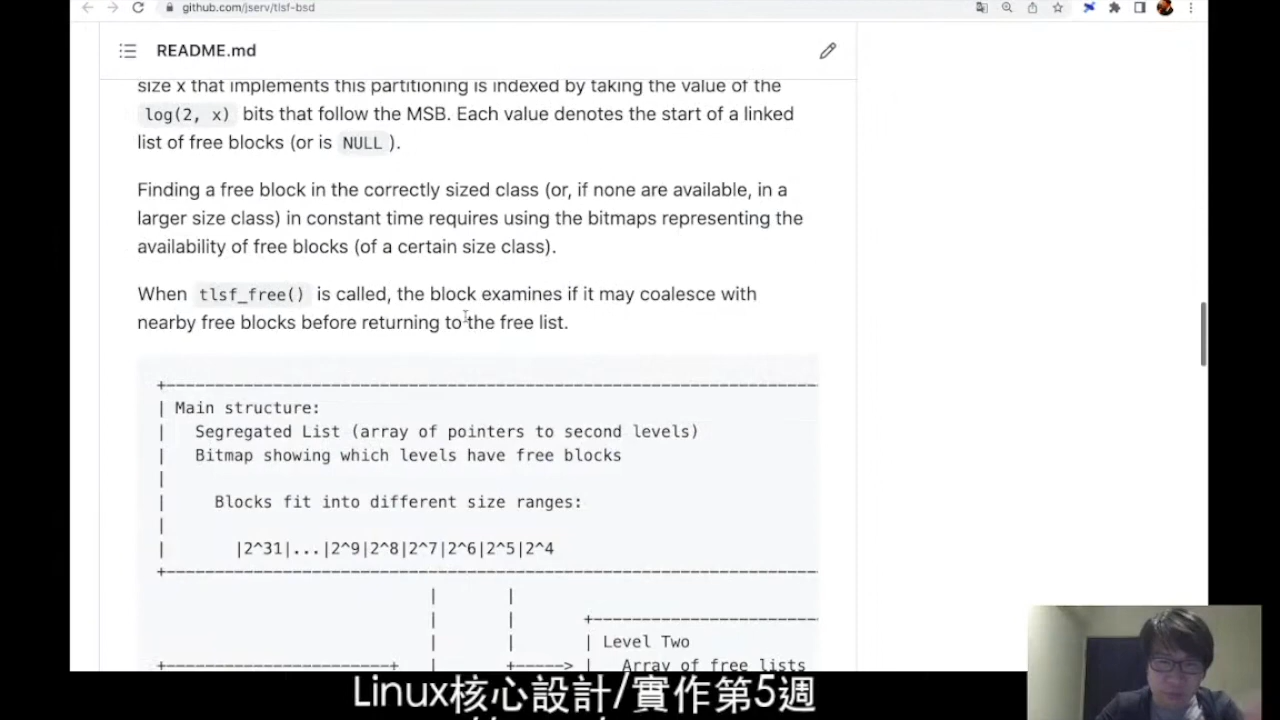 github.com/jserv/tlsf-bsd
README.md
size x that implements this partitioning is indexed by taking the value of the
log(2, x) bits that follow the MSB. Each value denotes the start of a linked
list of free blocks (or is NULL ).
Finding a free block in the correctly sized class (or, if none are available, in a
larger size class) in constant time requires using the bitmaps representing the
availability of free blocks (of a certain size class).
When tlsf_free() is called, the block examines if it may coalesce with
nearby free blocks before returning to the free list.
+--------------------------------------------------------------------
| Main structure:
|   Segregated List (array of pointers to second levels)
|   Bitmap showing which levels have free blocks
|
|     Blocks fit into different size ranges:
|
|       |2^31|...|2^9|2^8|2^7|2^6|2^5|2^4
+--------------------------------------------------------------------
|       |
|       |       +------------------------
|       |       | Level Two
+------------------------+   |       +-----> |   Array of free lists
Linux核心設計/實作第5週